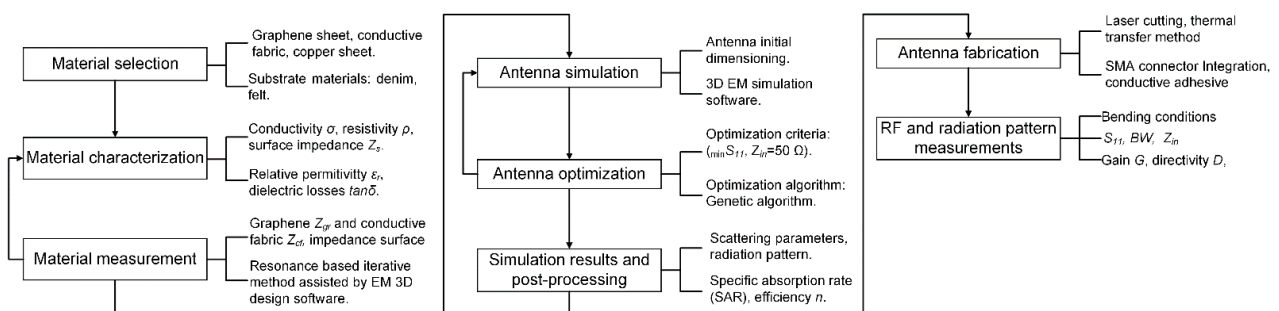 Material selection
Graphene sheet, conductive
fabric, copper sheet.
Substrate materials: denim,
felt.
Material characterization
Conductivity σ, resistivity ρ,
surface impedance Zs.
Relative permitivity εr,
dielectric losses tanδ.
Material measurement
Graphene Zgr and conductive
fabric Zcf, impedance surface
Resonance based iterative
method assisted by EM 3D
design software.
Antenna simulation
Antenna initial
dimensioning.
3D EM simulation
software.
Antenna optimization
Optimization criteria:
(minS11, Zin=50 Ω).
Optimization algorithm:
Genetic algorithm.
Simulation results and
post-processing
Scattering parameters,
radiation pattern.
Specific absorption rate
(SAR), efficiency n.
Antenna fabrication
Laser cutting, thermal
transfer method
SMA connector Integration,
conductive adhesive
RF and radiation pattern
measurements
Bending conditions
S11, BW, Zin
Gain G, directivity D,